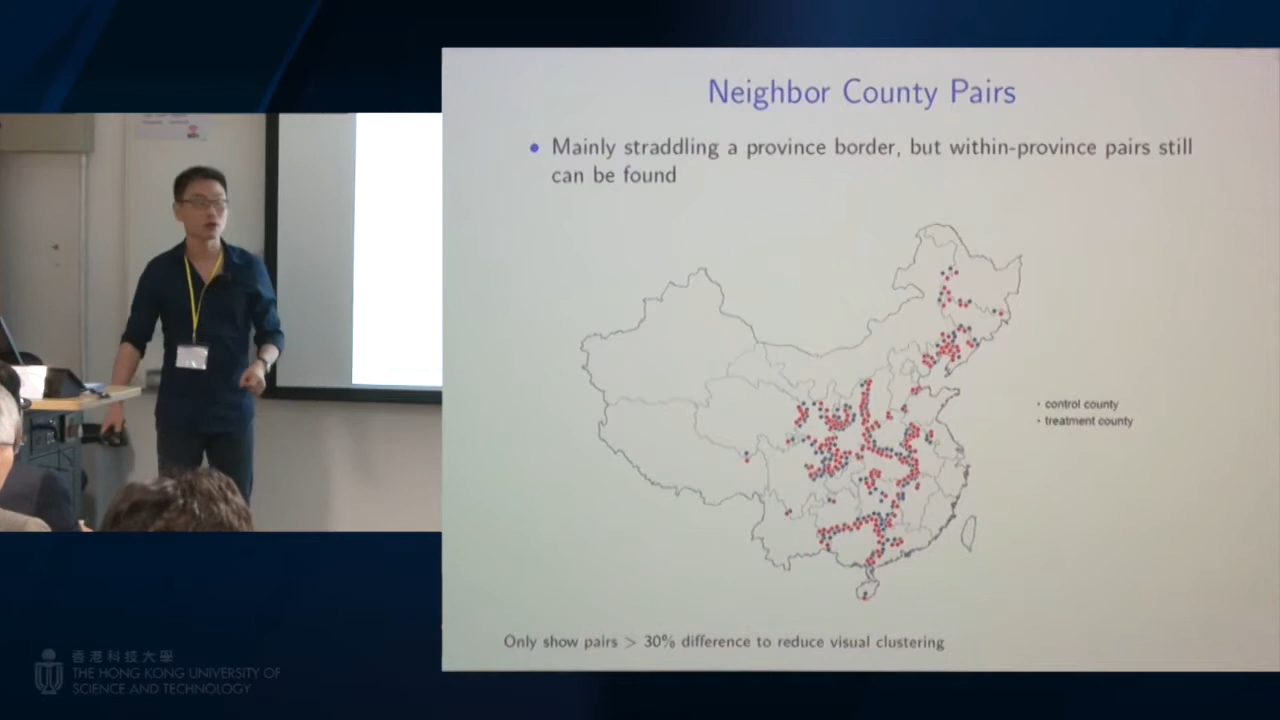 Neighbor County Pairs
• Mainly straddling a province border, but within-province pairs still
can be found
· control county
· treatment county
Only show pairs > 30% difference to reduce visual clustering
香港科技大學
THE HONG KONG UNIVERSITY OF
SCIENCE AND TECHNOLOGY